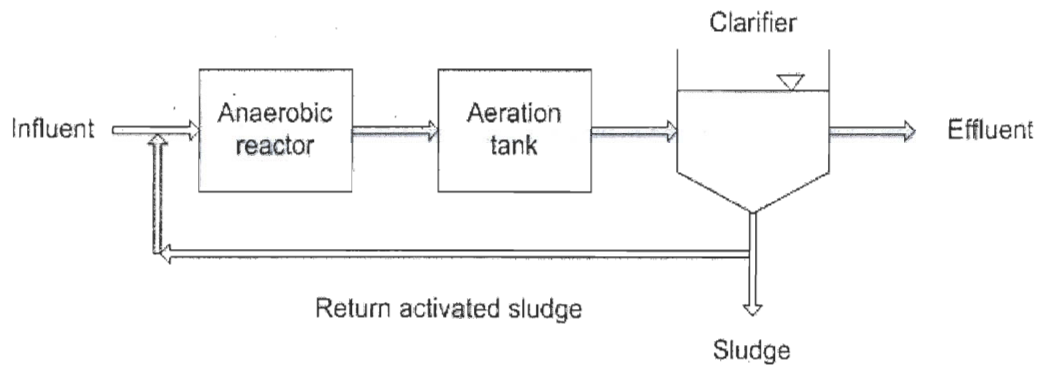 Clarifier
Influent
Anaerobic
reactor
Aeration
tank
Effluent
Return activated sludge
Sludge